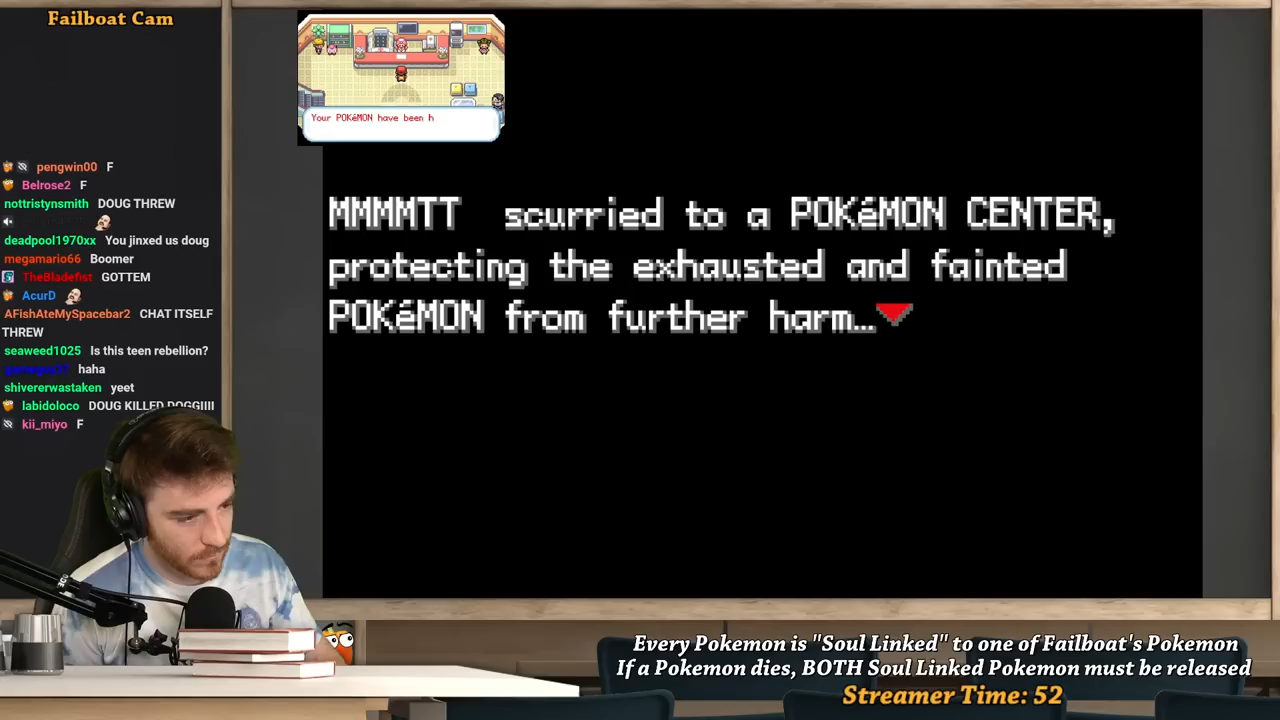 Failboat Cam
Your POKéMON have been h
MMMMTT scurried to a POKéMON CENTER,
protecting the exhausted and fainted
POKéMON from further harm…
pengwin00 F
Belrose2 F
nottristynsmith DOUG THREW
deadpool1970xx You jinxed us doug
megamario66 Boomer
TheBladefist GOTTEM
AcurD
AFishAteMySpacebar2 CHAT ITSELF
THREW
seaweed1025 Is this teen rebellion?
haha
shivererwastaken yeet
labidoloco DOUG KILLED DOGGIIII
kii_miyo F
Every Pokemon is "Soul Linked" to one of Failboat's Pokemon
If a Pokemon dies, BOTH Soul Linked Pokemon must be released
Streamer Time: 52